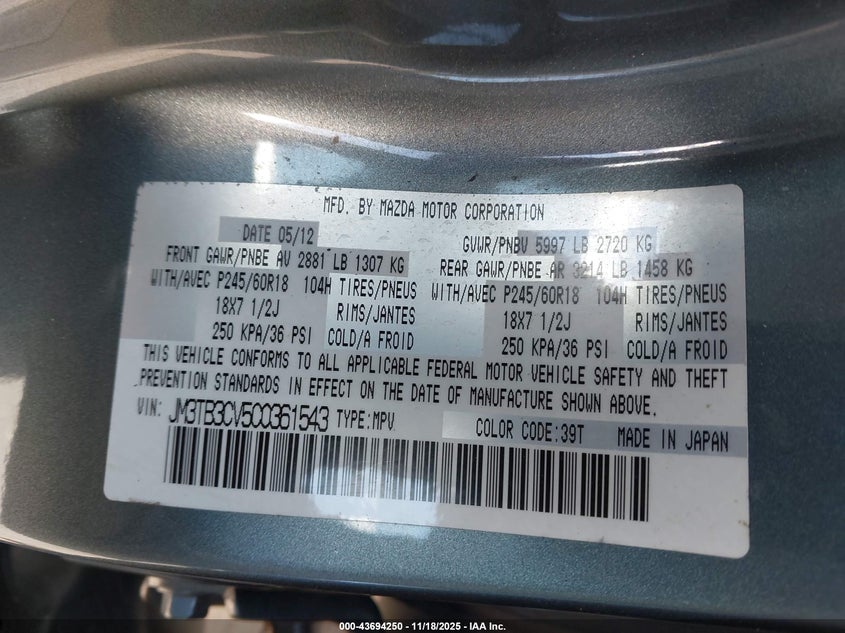 MFD. BY MAZDA MOTOR CORPORATION
DATE 05/12 GVWR/PNBV 5997 LB 2720 KG
FRONT GAWR/PNBE AV 2881 LB 1307 KG REAR GAWR/PNBE AR 3214 LB 1458 KG
WITH/AVEC P245/60R18 104H TIRES/PNEUS WITH/AVEC P245/60R18 104H TIRES/PNEUS
18X7 1/2J RIMS/JANTES 18X7 1/2J RIMS/JANTES
250 KPA/36 PSI COLD/A FROID 250 KPA/36 PSI COLD/A FROID
THIS VEHICLE CONFORMS TO ALL APPLICABLE FEDERAL MOTOR VEHICLE SAFETY AND THEFT
PREVENTION STANDARDS IN EFFECT ON THE DATE OF MANUFACTURE SHOWN ABOVE.
VIN: JM3TB3CV5C0361543 TYPE:MPV COLOR CODE:39T MADE IN JAPAN
000-43694250 - 11/18/2025 - IAA Inc.